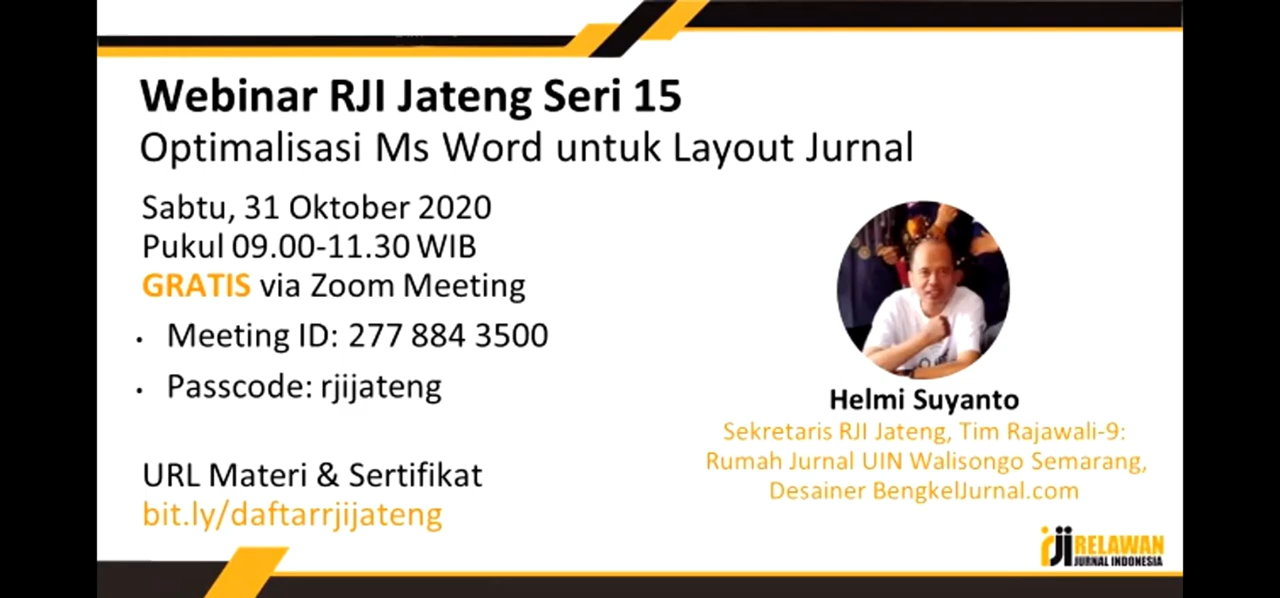 Webinar RJI Jateng Seri 15
Optimalisasi Ms Word untuk Layout Jurnal
Sabtu, 31 Oktober 2020
Pukul 09.00-11.30 WIB
GRATIS via Zoom Meeting
• Meeting ID: 277 884 3500
• Passcode: rjijateng
URL Materi & Sertifikat
bit.ly/daftarrjijateng
Helmi Suyanto
Sekretaris RJI Jateng, Tim Rajawali-9:
Rumah Jurnal UIN Walisongo Semarang,
Desainer BengkelJurnal.com
rji RELAWAN
JURNAL INDONESIA